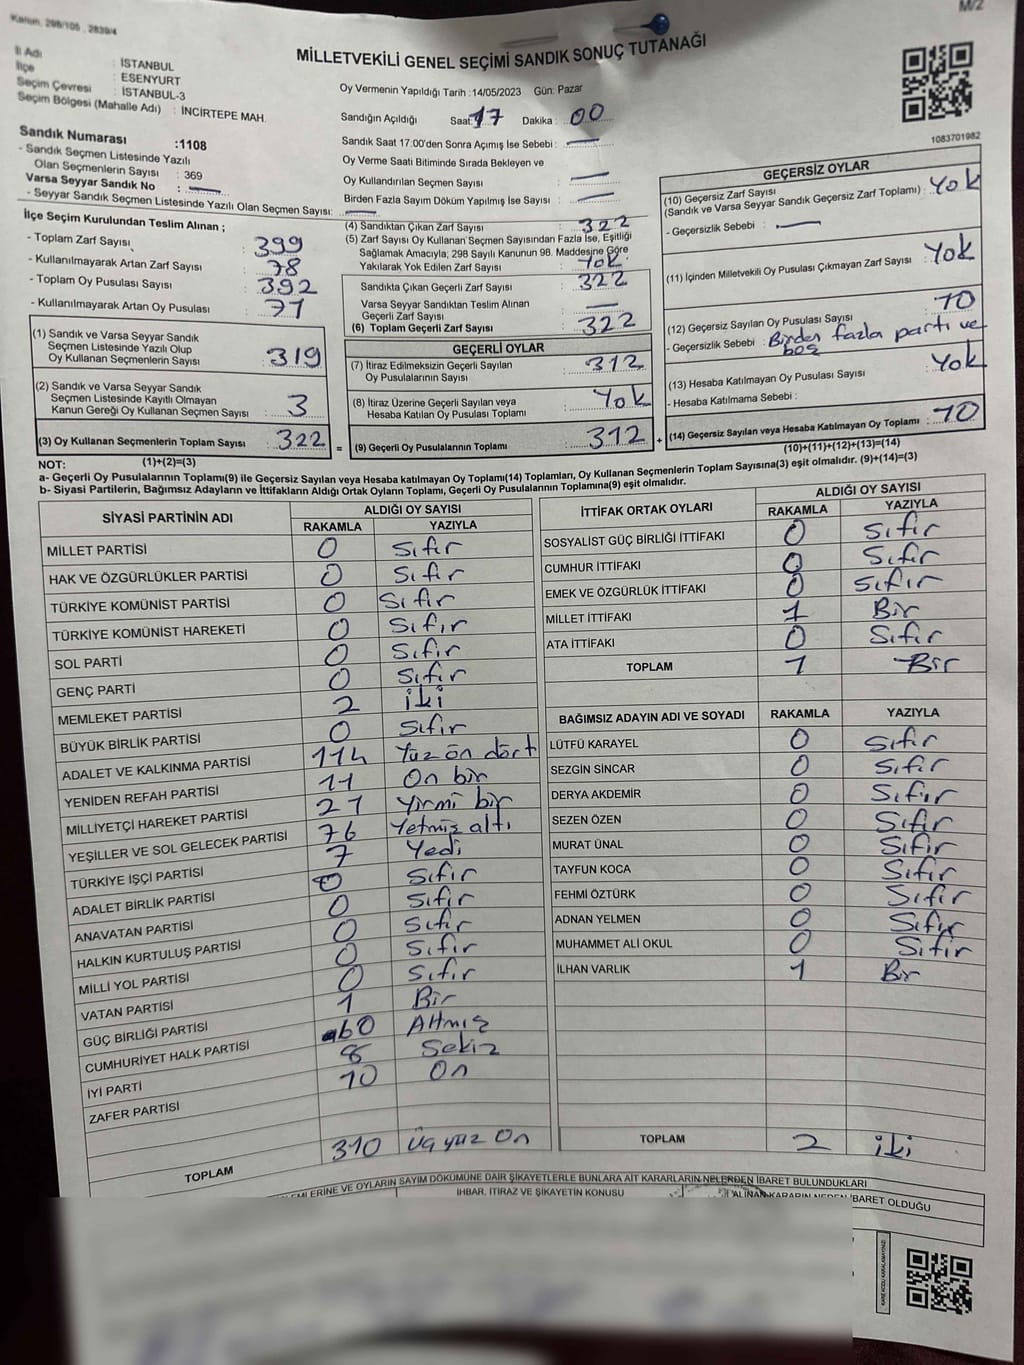 Kanun, 298/105 , 2839/4
M/2
MİLLETVEKİLİ GENEL SEÇİMİ SANDIK SONUÇ TUTANAĞI
İl Adı : İSTANBUL
İlçe : ESENYURT
Seçim Çevresi : İSTANBUL-3
Seçim Bölgesi (Mahalle Adı) : İNCİRTEPE MAH.
Sandık Numarası :1108
- Sandık Seçmen Listesinde Yazılı
Olan Seçmenlerin Sayısı : 369
Varsa Seyyar Sandık No : —
- Seyyar Sandık Seçmen Listesinde Yazılı Olan Seçmen Sayısı: —
Oy Vermenin Yapıldığı Tarih :14/05/2023 Gün: Pazar
Sandığın Açıldığı Saat: 17 Dakika : 00
Sandık Saat 17.00'den Sonra Açımış İse Sebebi : —
Oy Verme Saati Bitiminde Sırada Bekleyen ve
Oy Kullandırılan Seçmen Sayısı : —
Birden Fazla Sayım Döküm Yapılmış İse Sayısı : —
1083701982
İlçe Seçim Kurulundan Teslim Alınan ;
- Toplam Zarf Sayısı : 399
- Kullanılmayarak Artan Zarf Sayısı : 78
- Toplam Oy Pusulası Sayısı : 392
- Kullanılmayarak Artan Oy Pusulası : 71
(1) Sandık ve Varsa Seyyar Sandık
Seçmen Listesinde Yazılı Olup
Oy Kullanan Seçmenlerin Sayısı : 319
(2) Sandık ve Varsa Seyyar Sandık
Seçmen Listesinde Kayıtlı Olmayan
Kanun Gereği Oy Kullanan Seçmen Sayısı : 3
(3) Oy Kullanan Seçmenlerin Toplam Sayısı : 322 =
(4) Sandıktan Çıkan Zarf Sayısı : 322
(5) Zarf Sayısı Oy Kullanan Seçmen Sayısından Fazla İse, Eşitliği
Sağlamak Amacıyla, 298 Sayılı Kanunun 98. Maddesine Göre
Yakılarak Yok Edilen Zarf Sayısı : Yok
Sandıkta Çıkan Geçerli Zarf Sayısı : 322
Varsa Seyyar Sandıktan Teslim Alınan
Geçerli Zarf Sayısı : —
(6) Toplam Geçerli Zarf Sayısı : 322
GEÇERLİ OYLAR
(7) İtiraz Edilmeksizin Geçerli Sayılan
Oy Pusulalarının Sayısı : 312
(8) İtiraz Üzerine Geçerli Sayılan veya
Hesaba Katılan Oy Pusulası Toplamı : Yok
(9) Geçerli Oy Pusulalarının Toplamı : 312 +
GEÇERSİZ OYLAR
(10) Geçersiz Zarf Sayısı
(Sandık ve Varsa Seyyar Sandık Geçersiz Zarf Toplamı) : Yok
- Geçersizlik Sebebi : —
(11) İçinden Milletvekili Oy Pusulası Çıkmayan Zarf Sayısı : Yok
(12) Geçersiz Sayılan Oy Pusulası Sayısı : 10
- Geçersizlik Sebebi : Birden fazla parti ve
boş
(13) Hesaba Katılmayan Oy Pusulası Sayısı : Yok
- Hesaba Katılmama Sebebi :
(14) Geçersiz Sayılan veya Hesaba Katılmayan Oy Toplamı : 10
(10)+(11)+(12)+(13)=(14)
NOT: (1)+(2)=(3)
a- Geçerli Oy Pusulalarının Toplamı(9) ile Geçersiz Sayılan veya Hesaba katılmayan Oy Toplamı(14) Toplamları, Oy Kullanan Seçmenlerin Toplam Sayısına(3) eşit olmalıdır. (9)+(14)=(3)
b- Siyasi Partilerin, Bağımsız Adayların ve İttifakların Aldığı Ortak Oyların Toplamı, Geçerli Oy Pusulalarının Toplamına(9) eşit olmalıdır.
SİYASİ PARTİNİN ADI ALDIĞI OY SAYISI
RAKAMLA YAZIYLA
MİLLET PARTİSİ 0 Sıfır
HAK VE ÖZGÜRLÜKLER PARTİSİ 0 Sıfır
TÜRKİYE KOMÜNİST PARTİSİ 0 Sıfır
TÜRKİYE KOMÜNİST HAREKETİ 0 Sıfır
SOL PARTİ 0 Sıfır
GENÇ PARTİ 0 Sıfır
MEMLEKET PARTİSİ 2 iki
BÜYÜK BİRLİK PARTİSİ 0 Sıfır
ADALET VE KALKINMA PARTİSİ 114 Yüz ön dört
YENİDEN REFAH PARTİSİ 11 On bir
MİLLİYETÇİ HAREKET PARTİSİ 21 Yirmi bir
YEŞİLLER VE SOL GELECEK PARTİSİ 76 Yetmiş altı
TÜRKİYE İŞÇİ PARTİSİ 7 Yedi
ADALET BİRLİK PARTİSİ 0 Sıfır
ANAVATAN PARTİSİ 0 Sıfır
HALKIN KURTULUŞ PARTİSİ 0 Sıfır
MİLLİ YOL PARTİSİ 0 Sıfır
VATAN PARTİSİ 0 Sıfır
GÜÇ BİRLİĞİ PARTİSİ 1 Bir
CUMHURİYET HALK PARTİSİ 60 Altmış
İYİ PARTİ 8 Sekiz
ZAFER PARTİSİ 10 On
TOPLAM 310 Üç yüz On
İTTİFAK ORTAK OYLARI ALDIĞI OY SAYISI
RAKAMLA YAZIYLA
SOSYALİST GÜÇ BİRLİĞİ İTTİFAKI 0 Sıfır
CUMHUR İTTİFAKI 0 Sıfır
EMEK VE ÖZGÜRLÜK İTTİFAKI 0 Sıfır
MİLLET İTTİFAKI 1 Bir
ATA İTTİFAKI 0 Sıfır
TOPLAM 1 Bir
BAĞIMSIZ ADAYIN ADI VE SOYADI RAKAMLA YAZIYLA
LÜTFÜ KARAYEL 0 Sıfır
SEZGİN SİNCAR 0 Sıfır
DERYA AKDEMİR 0 Sıfır
SEZEN ÖZEN 0 Sıfır
MURAT ÜNAL 0 Sıfır
TAYFUN KOCA 0 Sıfır
FEHMİ ÖZTÜRK 0 Sıfır
ADNAN YELMEN 0 Sıfır
MUHAMMET ALİ OKUL 0 Sıfır
İLHAN VARLIK 1 Bir
TOPLAM 2 iki
VE OYLARIN SAYIM DÖKÜMÜNE DAİR ŞİKAYETLERLE BUNLARA AİT KARARLARIN NELERDEN İBARET BULUNDUKLARI
İHBAR, İTİRAZ VE ŞİKAYETİN KONUSU
ALINAN KARARIN NEDEN İBARET OLDUĞU